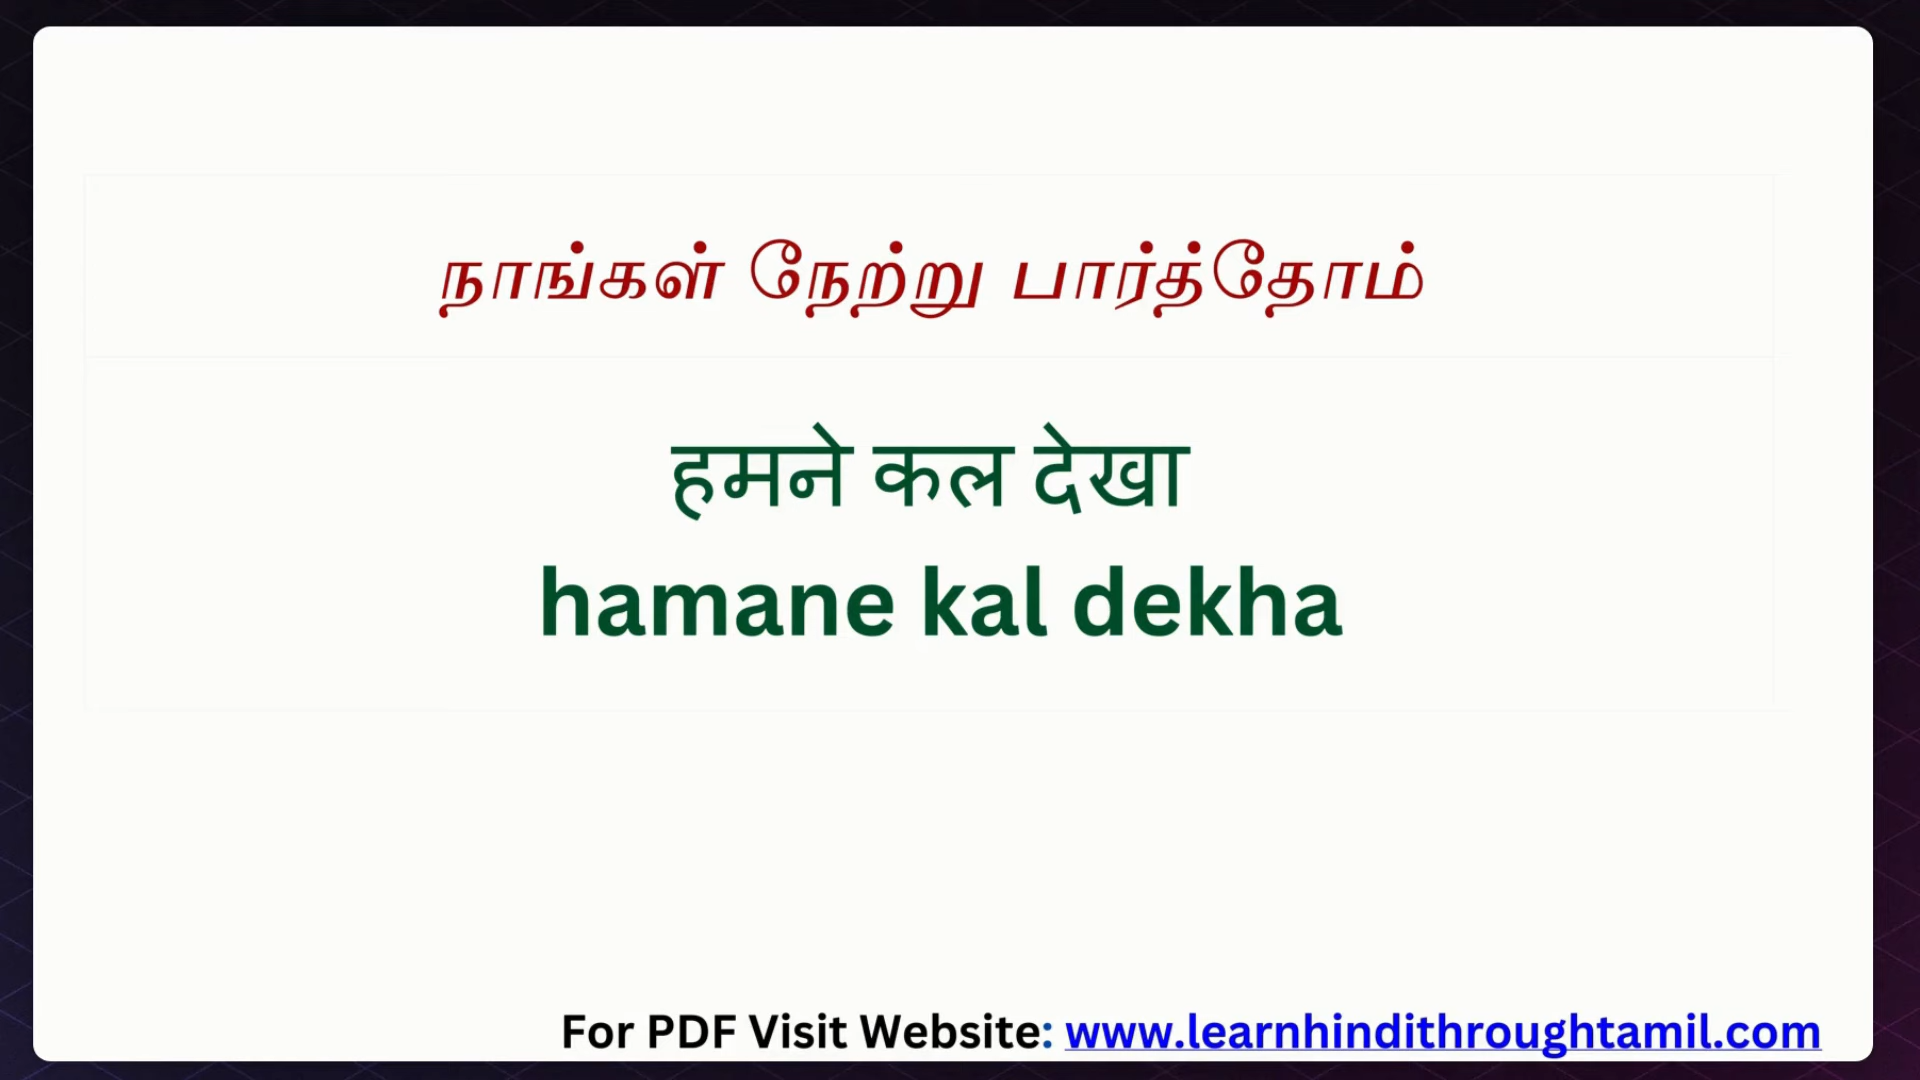 நாங்கள் நேற்று பார்த்தோம்
हमने कल देखा
hamane kal dekha
For PDF Visit Website: www.learnhindithroughtamil.com